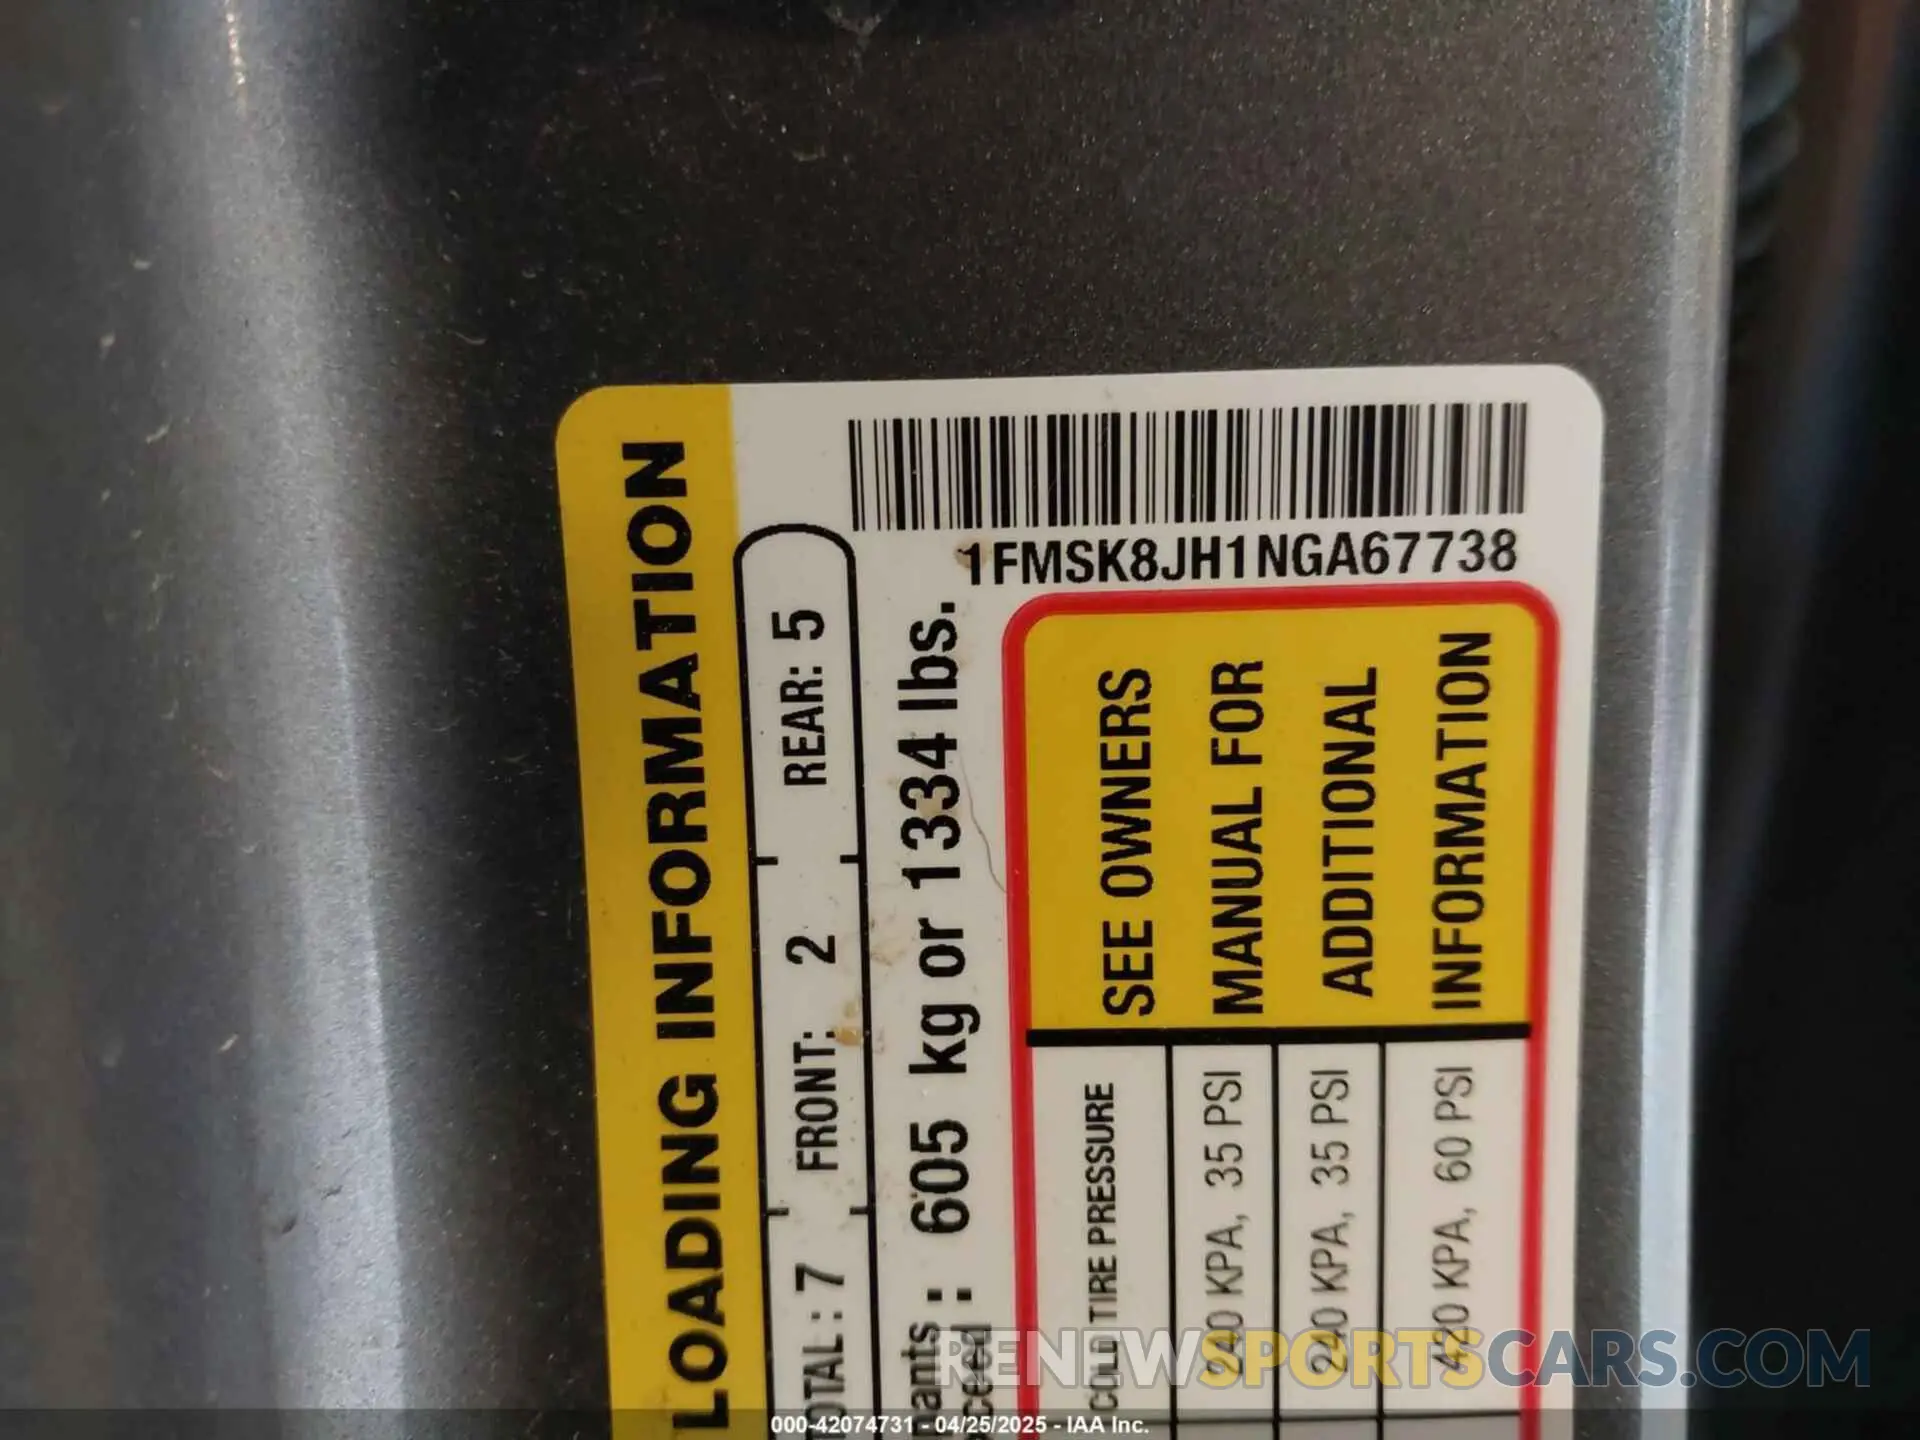 LOADING INFORMATION
TOTAL : 7 FRONT: 2 REAR: 5
pants
ceed : 605 kg or 1334 lbs.
1FMSK8JH1NGA67738
COLD TIRE PRESSURE
240 KPA, 35 PSI
240 KPA, 35 PSI
420 KPA, 60 PSI
SEE OWNERS
MANUAL FOR
ADDITIONAL
INFORMATION
RENEWSPORTSCARS.COM
000-42074731 - 04/25/2025 - IAA Inc.